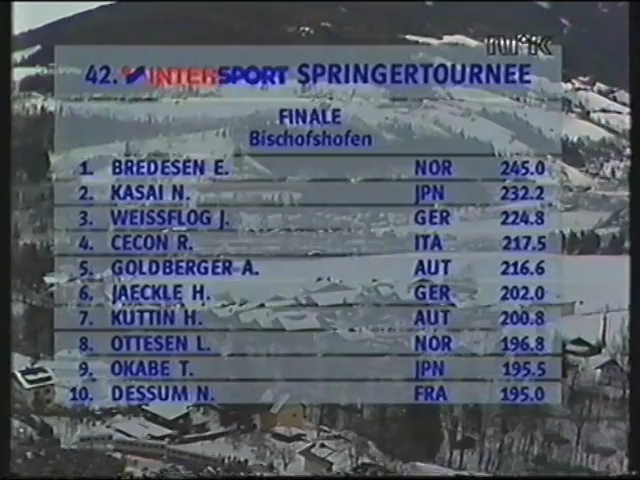 NRK
42. INTERSPORT SPRINGERTOURNEE
FINALE
Bischofshofen
1. BREDESEN E. NOR 245.0
2. KASAI N. JPN 232.2
3. WEISSFLOG J. GER 224.8
4. CECON R. ITA 217.5
5. GOLDBERGER A. AUT 216.6
6. JAECKLE H. GER 202.0
7. KUTTIN H. AUT 200.8
8. OTTESEN L. NOR 196.8
9. OKABE T. JPN 195.5
10. DESSUM N. FRA 195.0